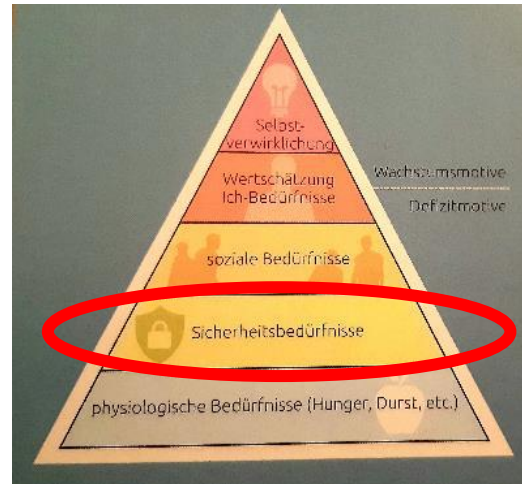 Selbst-
verwirklichung
Wertschätzung
Ich-Bedürfnisse
Wachstumsmotive
Defizitmotive
soziale Bedürfnisse
Sicherheitsbedürfnisse
physiologische Bedürfnisse (Hunger, Durst, etc.)